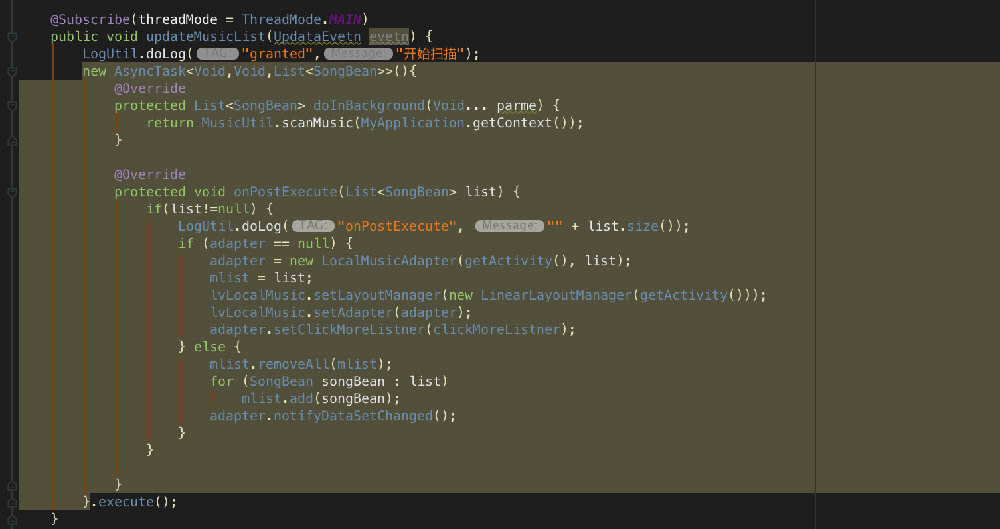 @Subscribe(threadMode = ThreadMode.MAIN)
public void updateMusicList(UpdataEvetn evetn) {
LogUtil.doLog( TAG: "granted", Message: "开始扫描");
new AsyncTask<Void,Void,List<SongBean>>(){
@Override
protected List<SongBean> doInBackground(Void... parme) {
return MusicUtil.scanMusic(MyApplication.getContext());
}
@Override
protected void onPostExecute(List<SongBean> list) {
if(list!=null) {
LogUtil.doLog( TAG: "onPostExecute", Message: "" + list.size());
if (adapter == null) {
adapter = new LocalMusicAdapter(getActivity(), list);
mlist = list;
lvLocalMusic.setLayoutManager(new LinearLayoutManager(getActivity()));
lvLocalMusic.setAdapter(adapter);
adapter.setClickMoreListner(clickMoreListner);
} else {
mlist.removeAll(mlist);
for (SongBean songBean : list)
mlist.add(songBean);
adapter.notifyDataSetChanged();
}
}
}
}.execute();
}